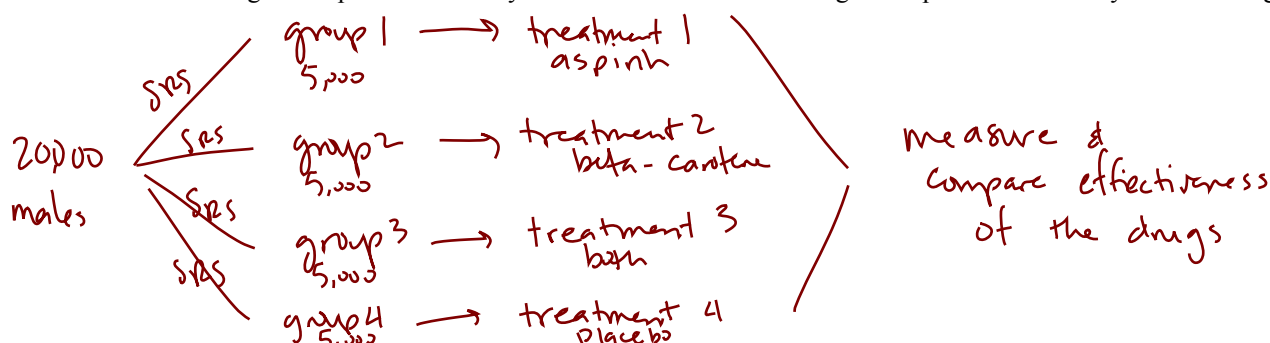 SRS
group 1 → treatment 1
5,000
aspirin
SRS
group 2 → treatment 2
5,000
beta-carotene
20,000
males
SRS
group 3 → treatment 3
5,000
both
SRS
group 4 → treatment 4
5,000
Placebo
measure &
compare effectiveness
of the drugs